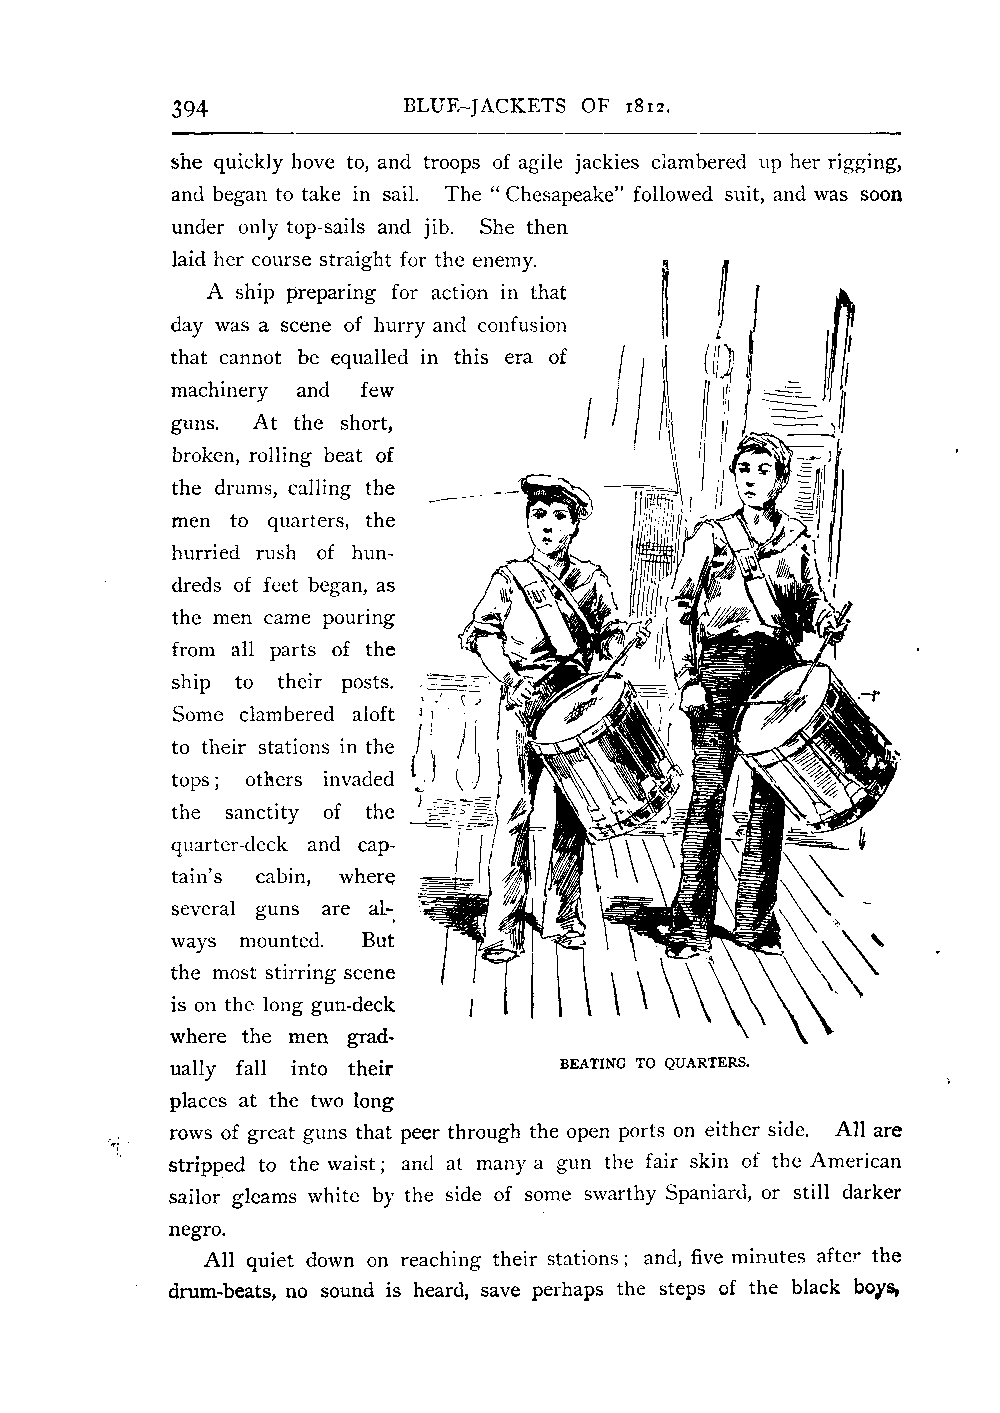 394 BLUE-JACKETS OF 1812.
she quickly hove to, and troops of agile jackies clambered up her rigging,
and began to take in sail. The "Chesapeake" followed suit, and was soon
under only top-sails and jib. She then
laid her course straight for the enemy.
A ship preparing for action in that
day was a scene of hurry and confusion
that cannot be equalled in this era of
machinery and few
guns. At the short,
broken, rolling beat of
the drums, calling the
men to quarters, the
hurried rush of hun-
dreds of feet began, as
the men came pouring
from all parts of the
ship to their posts.
Some clambered aloft
to their stations in the
tops; others invaded
the sanctity of the
quarter-deck and cap-
tain's cabin, where
several guns are al-
ways mounted. But
the most stirring scene
is on the long gun-deck
where the men grad-
ually fall into their
places at the two long
BEATING TO QUARTERS.
rows of great guns that peer through the open ports on either side. All are
stripped to the waist; and at many a gun the fair skin of the American
sailor gleams white by the side of some swarthy Spaniard, or still darker
negro.
All quiet down on reaching their stations; and, five minutes after the
drum-beats, no sound is heard, save perhaps the steps of the black boys,